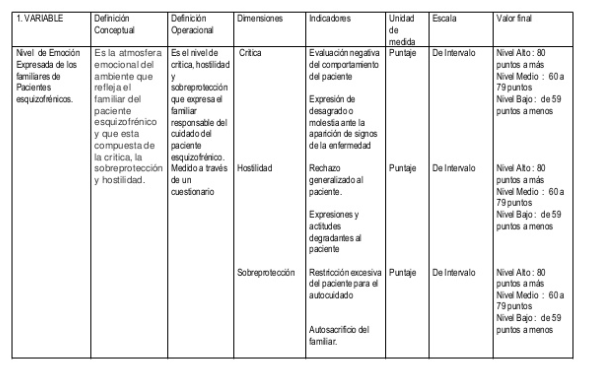 1. VARIABLE
Definición
Conceptual
Definición
Operacional
Dimensiones
Indicadores
Unidad
de
medida
Escala
Valor final
Nivel de Emoción
Expresada de los
familiares de
Pacientes
esquizofrénicos.
Es la atmosfera
emocional del
ambiente que
refleja el
familiar del
paciente
esquizofrénico
y que esta
compuesta de
la critica, la
sobreprotección
y hostilidad.
Es el nivel de
critica, hostilidad
y
sobreprotección
que expresa el
familiar
responsable del
cuidado del
paciente
esquizofrénico.
Medido a través
de un
cuestionario
Critica
Evaluación negativa
del comportamiento
del paciente
Expresión de
desagrado o
molestia ante la
aparición de signos
de la enfermedad
Puntaje
De Intervalo
Nivel Alto : 80
puntos a más
Nivel Medio : 60 a
79 puntos
Nivel Bajo : de 59
puntos a menos
Hostilidad
Rechazo
generalizado al
paciente.
Expresiones y
actitudes
degradantes al
paciente
Puntaje
De Intervalo
Nivel Alto : 80
puntos a más
Nivel Medio : 60 a
79 puntos
Nivel Bajo : de 59
puntos a menos
Sobreprotección
Restricción excesiva
del paciente para el
autocuidado
Autosacrificio del
familiar.
Puntaje
De Intervalo
Nivel Alto : 80
puntos a más
Nivel Medio : 60 a
79 puntos
Nivel Bajo : de 59
puntos a menos